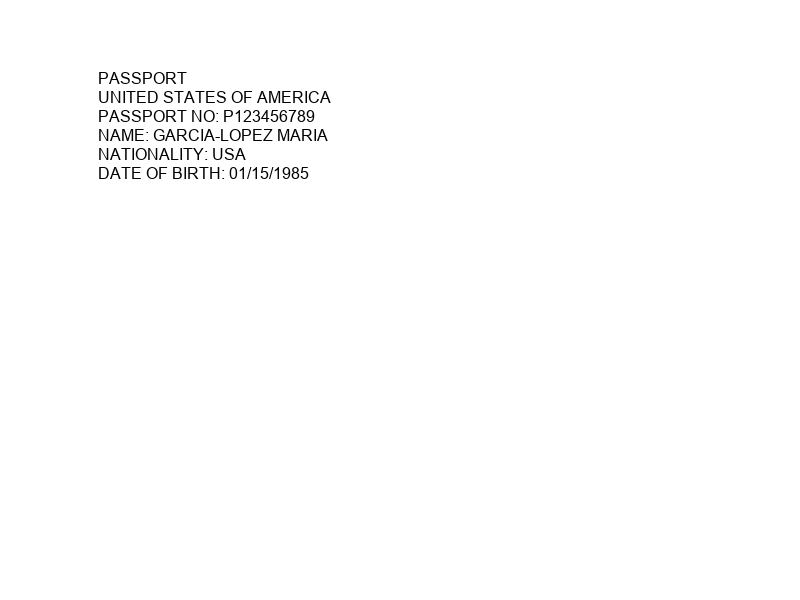 PASSPORT
UNITED STATES OF AMERICA
PASSPORT NO: P123456789
NAME: GARCIA-LOPEZ MARIA
NATIONALITY: USA
DATE OF BIRTH: 01/15/1985